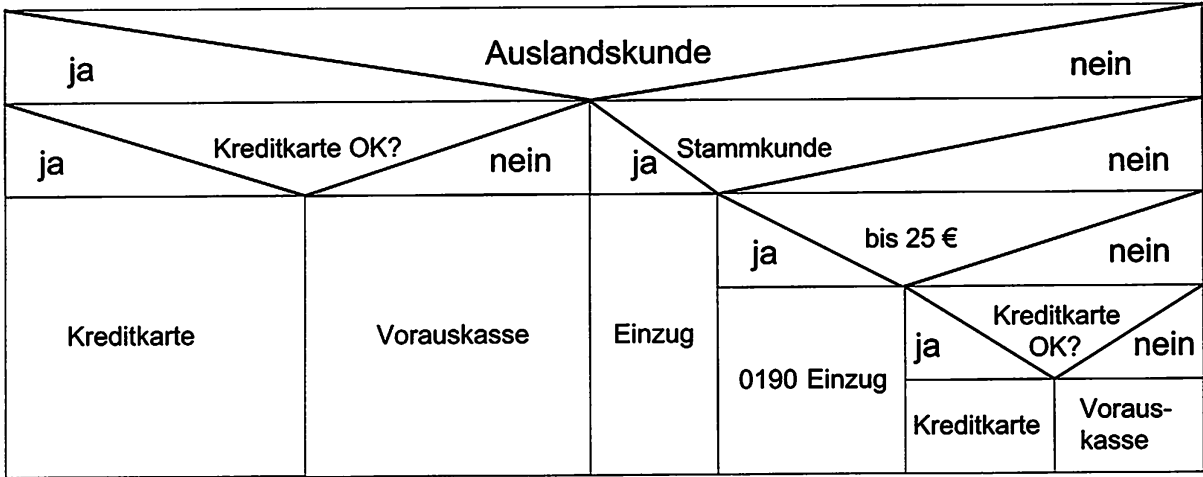 Auslandskunde
ja
nein
Kreditkarte OK?
ja
nein
Stammkunde
ja
nein
bis 25 €
ja
nein
Kreditkarte
OK?
ja
nein
Kreditkarte
Vorauskasse
Einzug
0190 Einzug
Kreditkarte
Voraus-
kasse